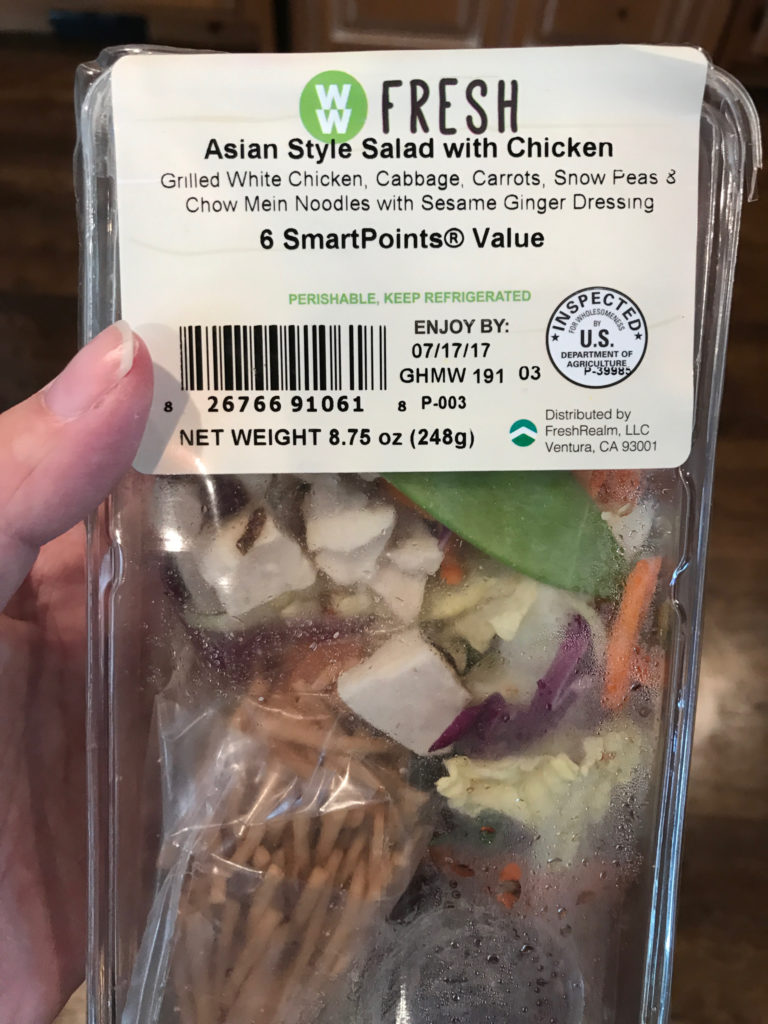 WW FRESH
Asian Style Salad with Chicken
Grilled White Chicken, Cabbage, Carrots, Snow Peas &
Chow Mein Noodles with Sesame Ginger Dressing
6 SmartPoints® Value
PERISHABLE, KEEP REFRIGERATED
ENJOY BY:
07/17/17
GHMW 191 03
P-003
8 26766 91061 8
NET WEIGHT 8.75 oz (248g)
INSPECTED
FOR WHOLESOMENESS
BY
U.S.
DEPARTMENT OF
AGRICULTURE
P-39985
Distributed by
FreshRealm, LLC
Ventura, CA 93001